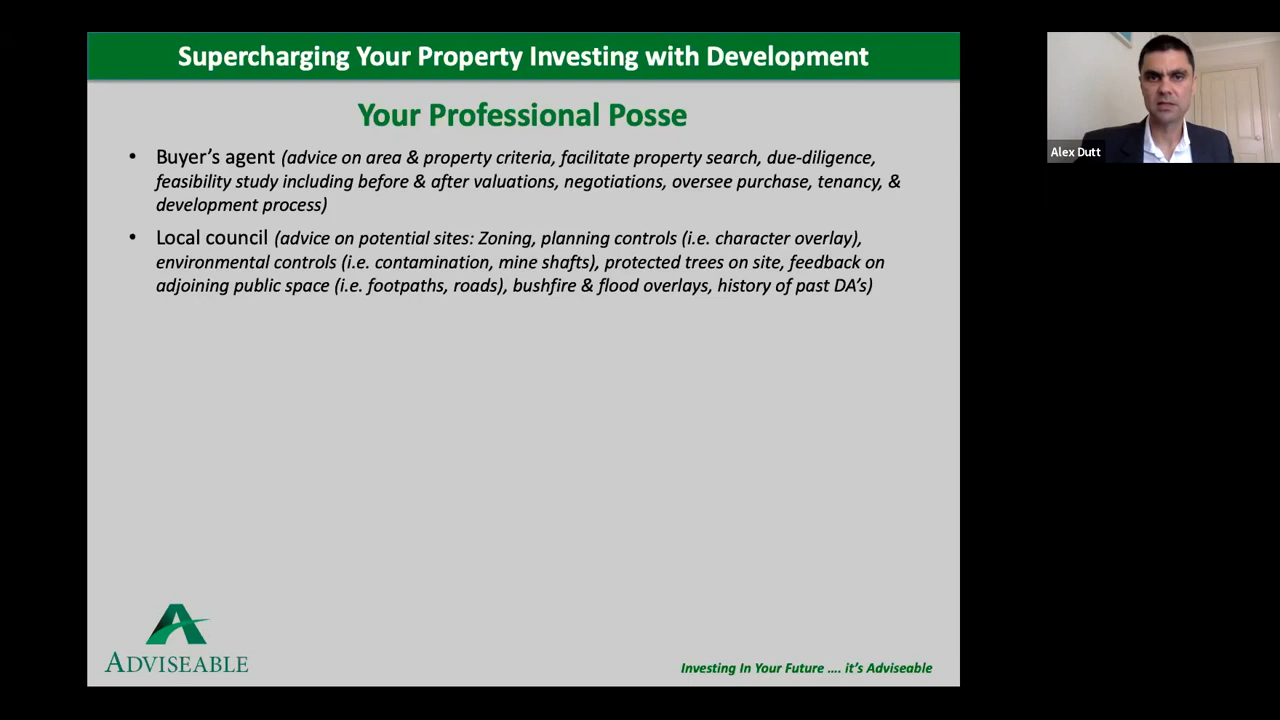 Supercharging Your Property Investing with Development
Your Professional Posse
• Buyer's agent (advice on area & property criteria, facilitate property search, due-diligence,
feasibility study including before & after valuations, negotiations, oversee purchase, tenancy, &
development process)
• Local council (advice on potential sites: Zoning, planning controls (i.e. character overlay),
environmental controls (i.e. contamination, mine shafts), protected trees on site, feedback on
adjoining public space (i.e. footpaths, roads), bushfire & flood overlays, history of past DA's)
ADVISEABLE
Investing In Your Future .... it's Adviseable
Alex Dutt